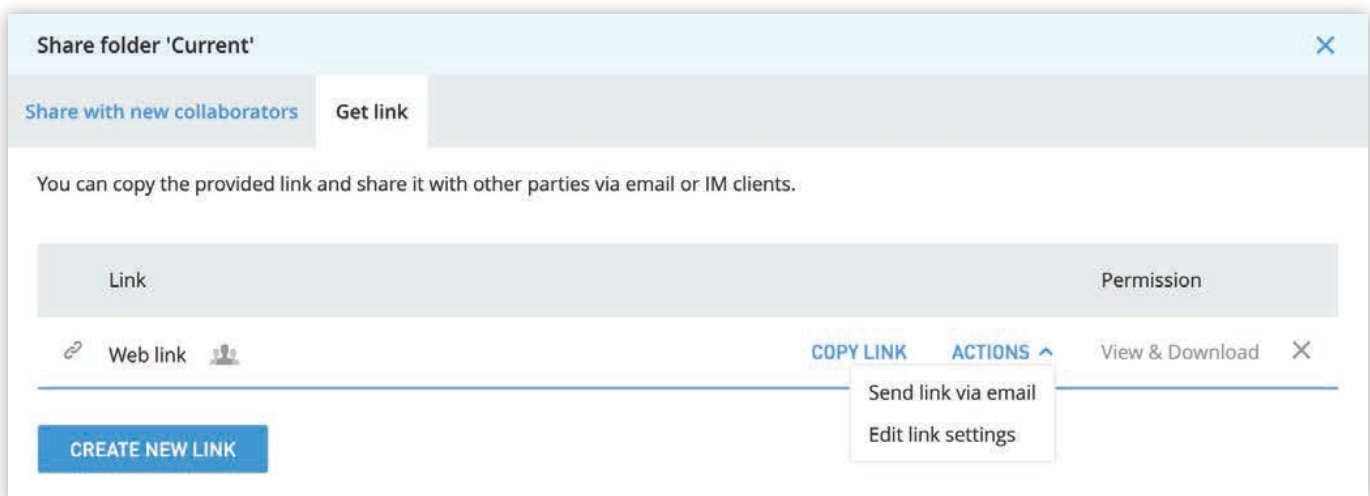 Share folder 'Current'
Share with new collaborators Get link
You can copy the provided link and share it with other parties via email or IM clients.
Link Permission
Web link COPY LINK ACTIONS View & Download
Send link via email
Edit link settings
CREATE NEW LINK